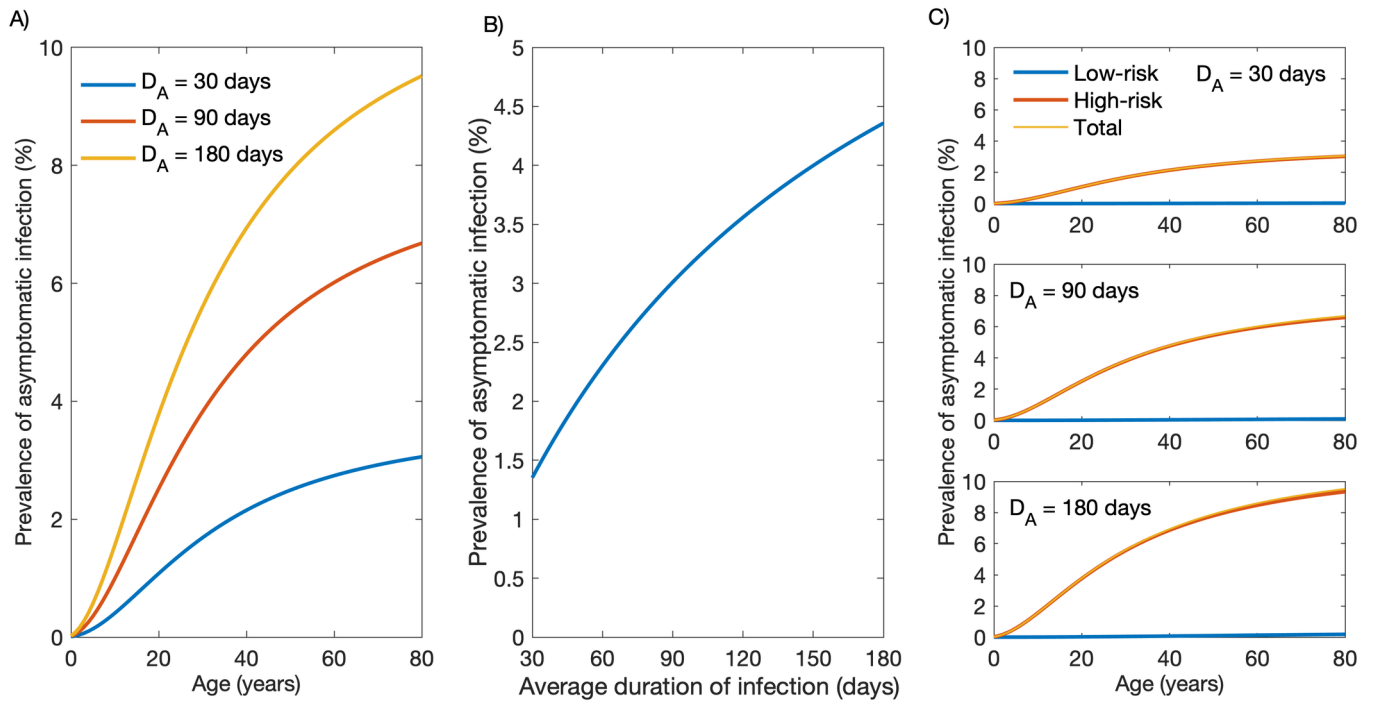 A)
Prevalence of asymptomatic infection (%)
10
8
6
4
2
0
D_A = 30 days
D_A = 90 days
D_A = 180 days
0 20 40 60 80
Age (years)
B)
Prevalence of asymptomatic infection (%)
5
4.5
4
3.5
3
2.5
2
1.5
1
0.5
0
30 60 90 120 150 180
Average duration of infection (days)
C)
Prevalence of asymptomatic infection (%)
10
8
6
4
2
0
Low-risk
High-risk
Total
D_A = 30 days
0 20 40 60 80
10
8
6
4
2
0
D_A = 90 days
0 20 40 60 80
10
8
6
4
2
0
D_A = 180 days
0 20 40 60 80
Age (years)